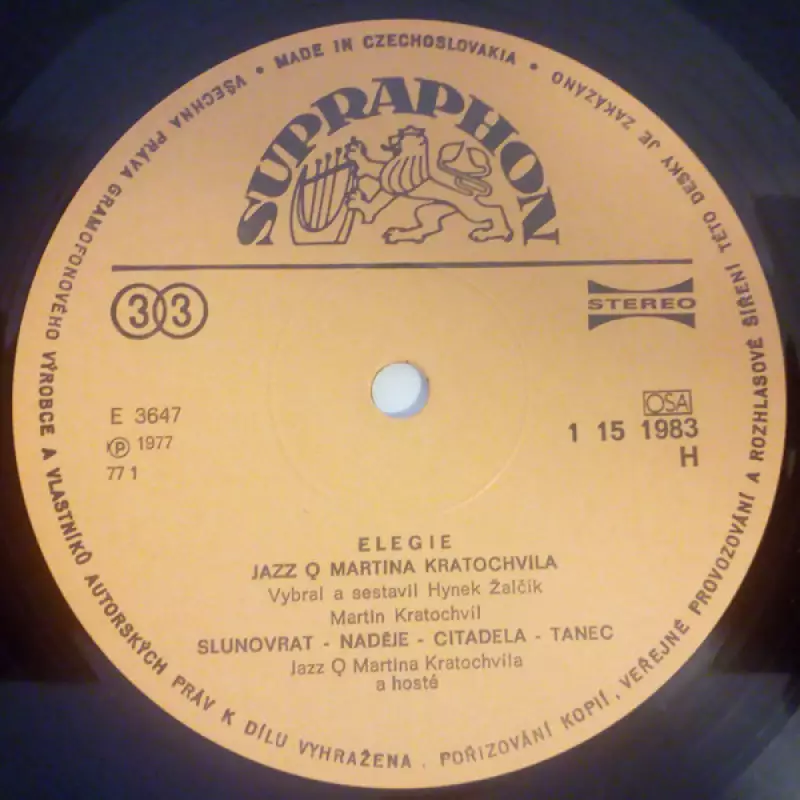 VŠECHNA PRÁVA GRAMOFONOVÉHO VÝROBCE A VLASTNÍKŮ AUTORSKÝCH PRÁV K DÍLU VYHRAŽENA . POŘIZOVÁNÍ KOPIÍ , VEŘEJNÉ PROVOZOVÁNÍ A ROZHLASOVÉ ŠÍŘENÍ TÉTO DESKY JE ZAKÁZÁNO • MADE IN CZECHOSLOVAKIA •
SUPRAPHON
33
STEREO
E 3647
Ⓟ 1977
77 1
OSA
1 15 1983
H
ELEGIE
JAZZ Q MARTINA KRATOCHVILA
Vybral a sestavil Hynek Žalčík
Martin Kratochvíl
SLUNOVRAT - NADĚJE - CITADELA - TANEC
Jazz Q Martina Kratochvíla
a hosté